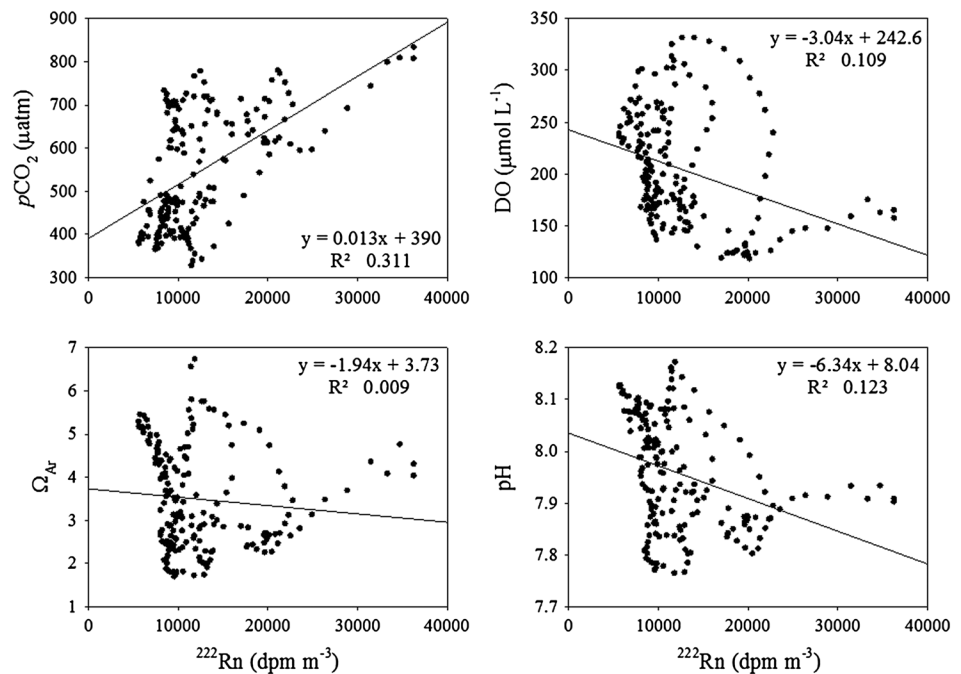 900
800
700
600
500
400
300
pCO₂ (μatm)
y = 0.013x + 390
R² 0.311
0 10000 20000 30000 40000
350
300
250
200
150
100
DO (μmol L⁻¹)
y = -3.04x + 242.6
R² 0.109
0 10000 20000 30000 40000
7
6
5
4
3
2
1
Ω_Ar
y = -1.94x + 3.73
R² 0.009
0 10000 20000 30000 40000
²²²Rn (dpm m⁻³)
8.2
8.1
8.0
7.9
7.8
7.7
pH
y = -6.34x + 8.04
R² 0.123
0 10000 20000 30000 40000
²²²Rn (dpm m⁻³)